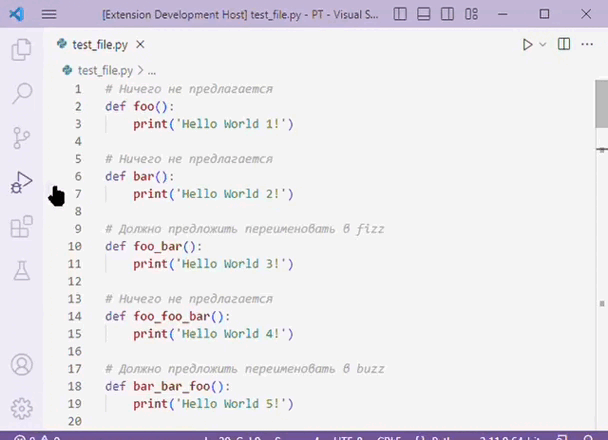 [Extension Development Host] test_file.py - PT - Visual S...
test_file.py
test_file.py > ...
1 # Ничего не предлагается
2 def foo():
3 print('Hello World 1!')
4
5 # Ничего не предлагается
6 def bar():
7 print('Hello World 2!')
8
9 # Должно предложить переименовать в fizz
10 def foo_bar():
11 print('Hello World 3!')
12
13 # Ничего не предлагается
14 def foo_foo_bar():
15 print('Hello World 4!')
16
17 # Должно предложить переименовать в buzz
18 def bar_bar_foo():
19 print('Hello World 5!')
20